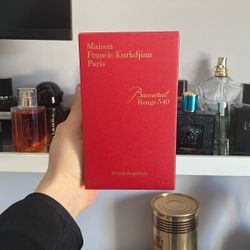 Maison
Francis Kurkdjian
Paris
Baccarat
Rouge 540
Extrait de parfum